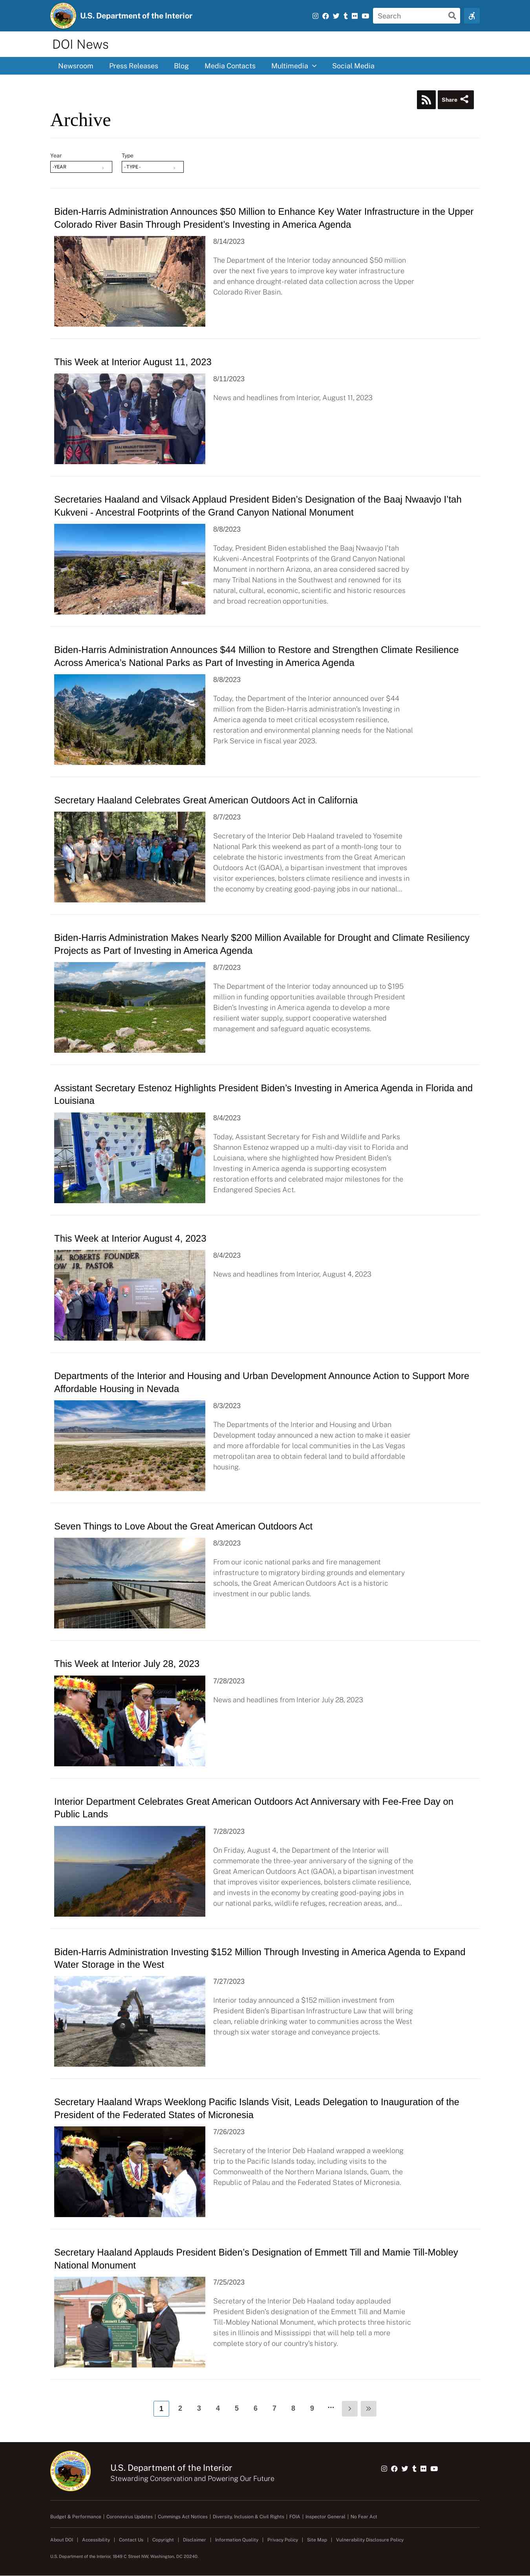 U.S. Department of the Interior
Search
DOI News
Newsroom Press Releases Blog Media Contacts Multimedia Social Media
Share
Archive
Year Type
-YEAR - TYPE -
Biden-Harris Administration Announces $50 Million to Enhance Key Water Infrastructure in the Upper
Colorado River Basin Through President’s Investing in America Agenda
8/14/2023
The Department of the Interior today announced $50 million
over the next five years to improve key water infrastructure
and enhance drought-related data collection across the Upper
Colorado River Basin.
This Week at Interior August 11, 2023
8/11/2023
News and headlines from Interior, August 11, 2023
Secretaries Haaland and Vilsack Applaud President Biden’s Designation of the Baaj Nwaavjo I’tah
Kukveni - Ancestral Footprints of the Grand Canyon National Monument
8/8/2023
Today, President Biden established the Baaj Nwaavjo I’tah
Kukveni-Ancestral Footprints of the Grand Canyon National
Monument in northern Arizona, an area considered sacred by
many Tribal Nations in the Southwest and renowned for its
natural, cultural, economic, scientific and historic resources
and broad recreation opportunities.
Biden-Harris Administration Announces $44 Million to Restore and Strengthen Climate Resilience
Across America’s National Parks as Part of Investing in America Agenda
8/8/2023
Today, the Department of the Interior announced over $44
million from the Biden-Harris administration’s Investing in
America agenda to meet critical ecosystem resilience,
restoration and environmental planning needs for the National
Park Service in fiscal year 2023.
Secretary Haaland Celebrates Great American Outdoors Act in California
8/7/2023
Secretary of the Interior Deb Haaland traveled to Yosemite
National Park this weekend as part of a month-long tour to
celebrate the historic investments from the Great American
Outdoors Act (GAOA), a bipartisan investment that improves
visitor experiences, bolsters climate resilience and invests in
the economy by creating good-paying jobs in our national...
Biden-Harris Administration Makes Nearly $200 Million Available for Drought and Climate Resiliency
Projects as Part of Investing in America Agenda
8/7/2023
The Department of the Interior today announced up to $195
million in funding opportunities available through President
Biden’s Investing in America agenda to develop a more
resilient water supply, support cooperative watershed
management and safeguard aquatic ecosystems.
Assistant Secretary Estenoz Highlights President Biden’s Investing in America Agenda in Florida and
Louisiana
8/4/2023
Today, Assistant Secretary for Fish and Wildlife and Parks
Shannon Estenoz wrapped up a multi-day visit to Florida and
Louisiana, where she highlighted how President Biden’s
Investing in America agenda is supporting ecosystem
restoration efforts and celebrated major milestones for the
Endangered Species Act.
This Week at Interior August 4, 2023
M. ROBERTS FOUNDER
OW JR. PASTOR
8/4/2023
News and headlines from Interior, August 4, 2023
Departments of the Interior and Housing and Urban Development Announce Action to Support More
Affordable Housing in Nevada
8/3/2023
The Departments of the Interior and Housing and Urban
Development today announced a new action to make it easier
and more affordable for local communities in the Las Vegas
metropolitan area to obtain federal land to build affordable
housing.
Seven Things to Love About the Great American Outdoors Act
8/3/2023
From our iconic national parks and fire management
infrastructure to migratory birding grounds and elementary
schools, the Great American Outdoors Act is a historic
investment in our public lands.
This Week at Interior July 28, 2023
7/28/2023
News and headlines from Interior July 28, 2023
Interior Department Celebrates Great American Outdoors Act Anniversary with Fee-Free Day on
Public Lands
7/28/2023
On Friday, August 4, the Department of the Interior will
commemorate the three-year anniversary of the signing of the
Great American Outdoors Act (GAOA), a bipartisan investment
that improves visitor experiences, bolsters climate resilience,
and invests in the economy by creating good-paying jobs in
our national parks, wildlife refuges, recreation areas, and...
Biden-Harris Administration Investing $152 Million Through Investing in America Agenda to Expand
Water Storage in the West
7/27/2023
Interior today announced a $152 million investment from
President Biden’s Bipartisan Infrastructure Law that will bring
clean, reliable drinking water to communities across the West
through six water storage and conveyance projects.
Secretary Haaland Wraps Weeklong Pacific Islands Visit, Leads Delegation to Inauguration of the
President of the Federated States of Micronesia
7/26/2023
Secretary of the Interior Deb Haaland wrapped a weeklong
trip to the Pacific Islands today, including visits to the
Commonwealth of the Northern Mariana Islands, Guam, the
Republic of Palau and the Federated States of Micronesia.
Secretary Haaland Applauds President Biden’s Designation of Emmett Till and Mamie Till-Mobley
National Monument
7/25/2023
Secretary of the Interior Deb Haaland today applauded
President Biden’s designation of the Emmett Till and Mamie
Till-Mobley National Monument, which protects three historic
sites in Illinois and Mississippi that will help tell a more
complete story of our country’s history.
1 2 3 4 5 6 7 8 9 ... › »
U.S. Department of the Interior
Stewarding Conservation and Powering Our Future
Budget & Performance | Coronavirus Updates | Cummings Act Notices | Diversity, Inclusion & Civil Rights | FOIA | Inspector General | No Fear Act
About DOI | Accessibility | Contact Us | Copyright | Disclaimer | Information Quality | Privacy Policy | Site Map | Vulnerability Disclosure Policy
U.S. Department of the Interior, 1849 C Street NW, Washington, DC 20240.